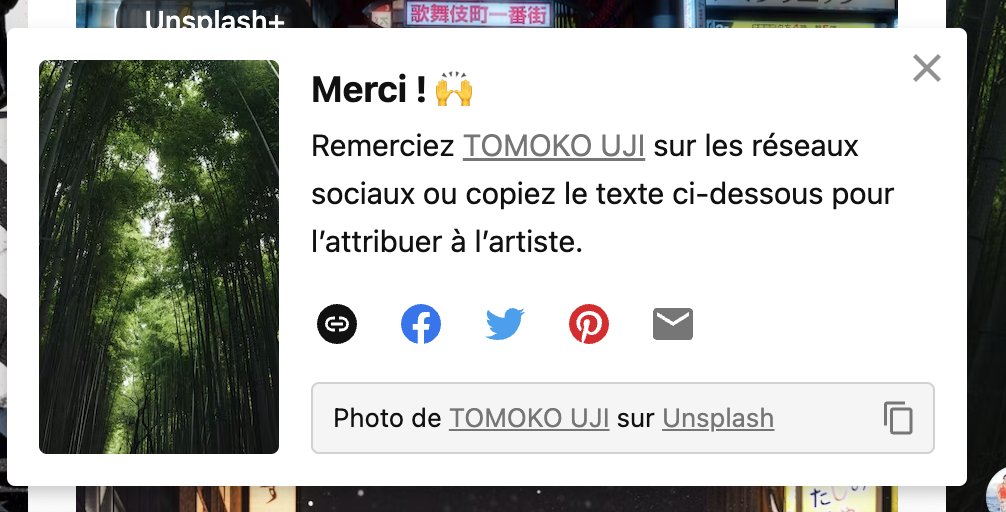 Unsplash+
歌舞伎町一番街
Merci ! 🙌
Remerciez TOMOKO UJI sur les réseaux
sociaux ou copiez le texte ci-dessous pour
l’attribuer à l’artiste.
Photo de TOMOKO UJI sur Unsplash